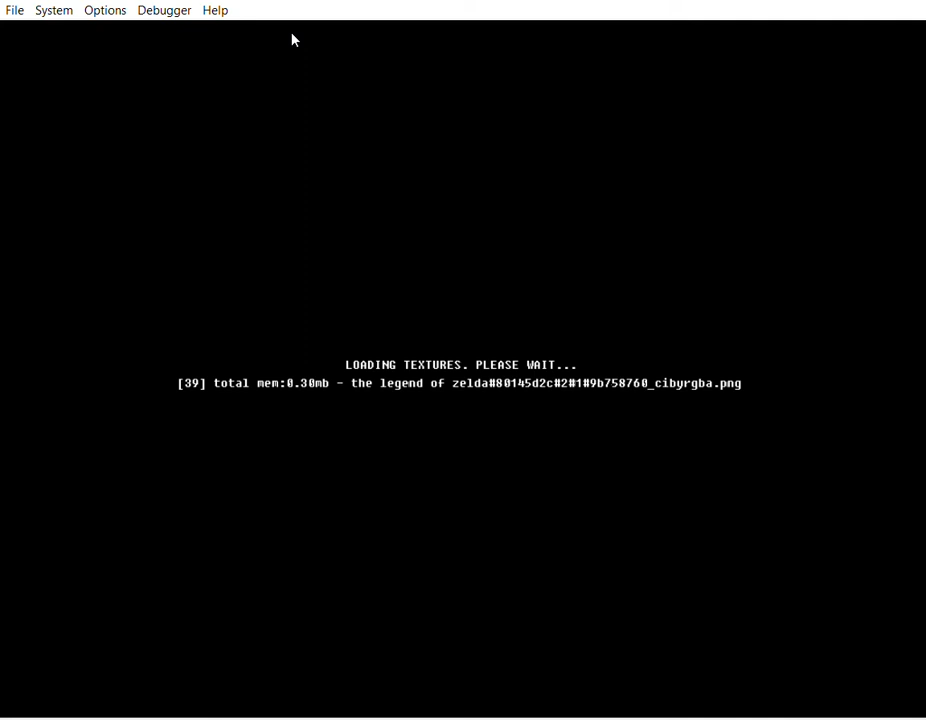 File System Options Debugger Help
LOADING TEXTURES. PLEASE WAIT...
[39] total mem:0.30mb - the legend of zelda#80145d2c#2#1#9b758760_cibyrgba.png